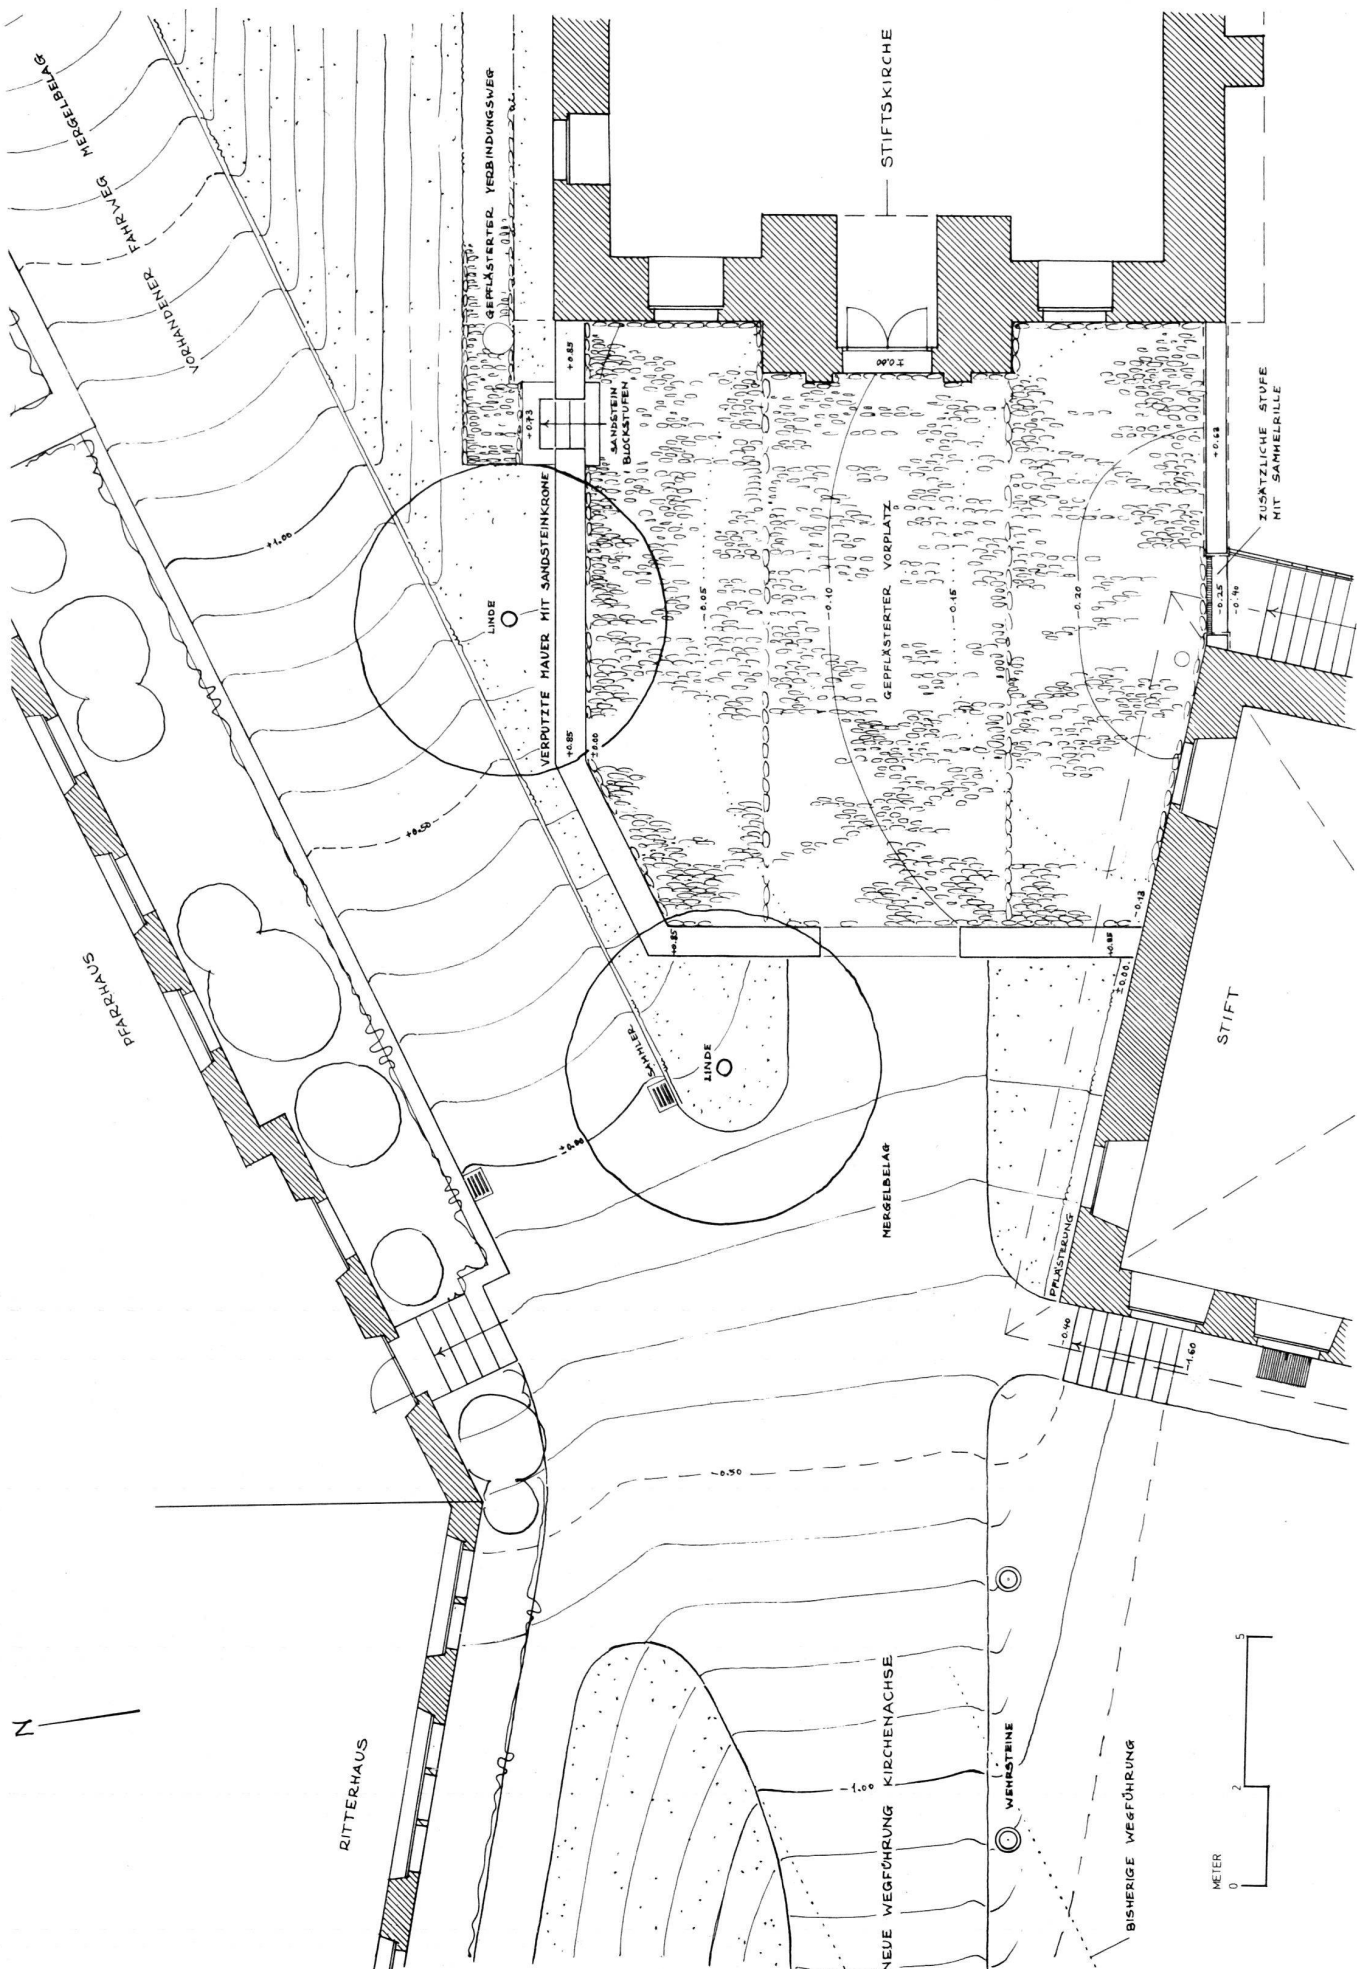 VORHANDENER FAHRWEG MERGELBELAG
GEPFLÄSTERTER VERBINDUNGSWEG
STIFTSKIRCHE
+0.85
±0.00
+0.73
SANDSTEIN
BLOCKSTUFEN
+0.62
ZUSÄTZLICHE STUFE
MIT SAMMELRILLE
+1.00
VERPUTZTE MAUER MIT SANDSTEINKRONE
LINDE
-0.05
-0.10
-0.15
-0.20
GEPFLÄSTERTER VORPLATZ
-0.25
-0.40
+0.85
±0.00
+0.50
PFARRHAUS
+0.85
-0.13
+0.85
±0.00
STIFT
SAMMLER
LINDE
±0.00
MERGELBELAG
PFLÄSTERUNG
-0.40
-1.60
-0.50
N
RITTERHAUS
NEUE WEGFÜHRUNG KIRCHENACHSE
-1.00
WEHRSTEINE
BISHERIGE WEGFÜHRUNG
METER
0
2
5